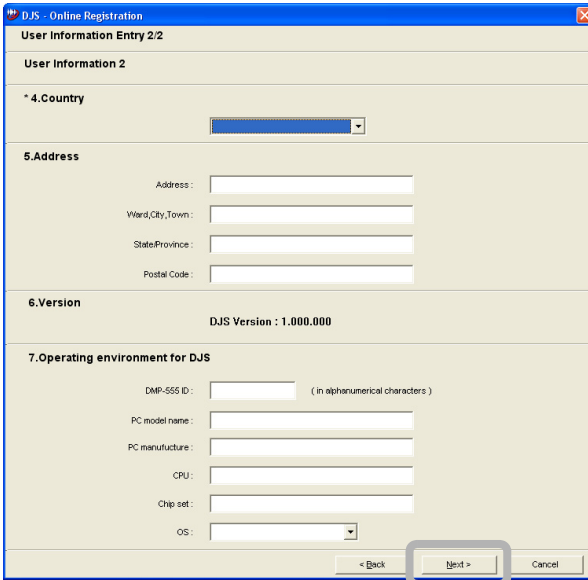 DJS - Online Registration
User Information Entry 2/2
User Information 2
* 4.Country
5.Address
Address :
Ward,City,Town :
State/Province :
Postal Code :
6.Version
DJS Version : 1.000.000
7.Operating environment for DJS
DMP-555 ID : ( in alphanumerical characters )
PC model name :
PC manufucture :
CPU :
Chip set :
OS :
< Back Next > Cancel